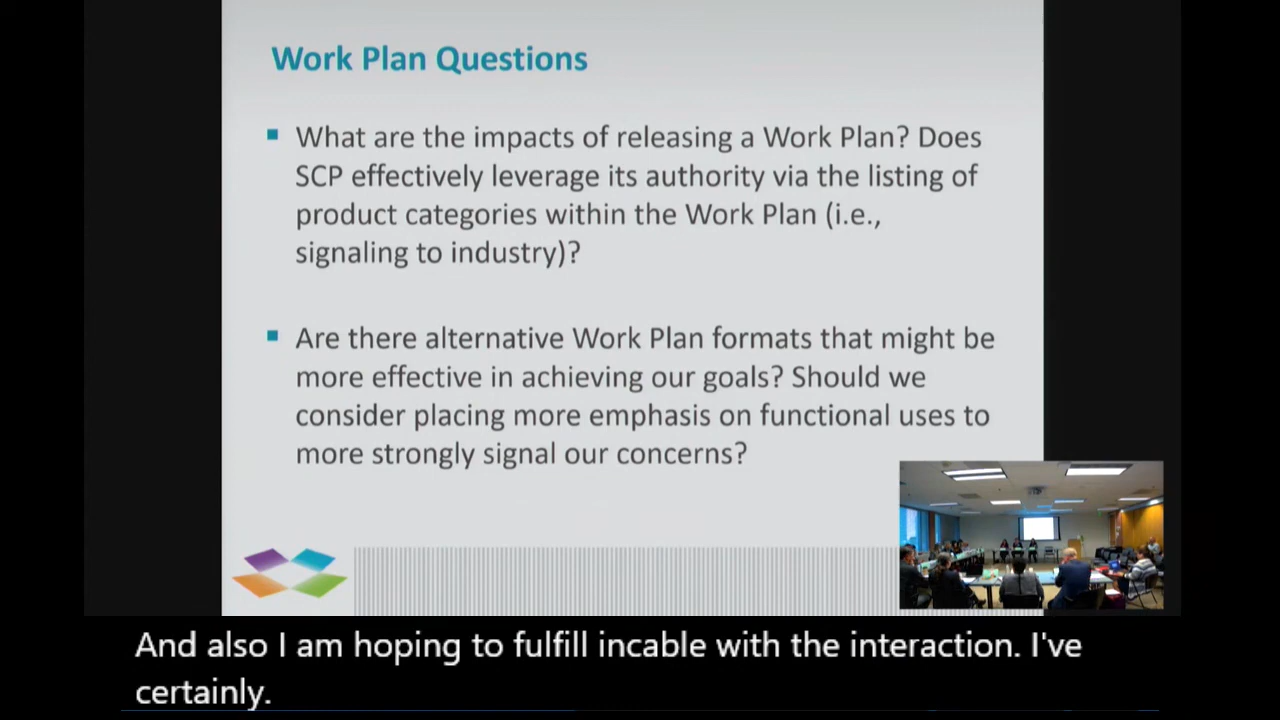 Work Plan Questions
What are the impacts of releasing a Work Plan? Does
SCP effectively leverage its authority via the listing of
product categories within the Work Plan (i.e.,
signaling to industry)?
Are there alternative Work Plan formats that might be
more effective in achieving our goals? Should we
consider placing more emphasis on functional uses to
more strongly signal our concerns?
And also I am hoping to fulfill incable with the interaction. I've
certainly.